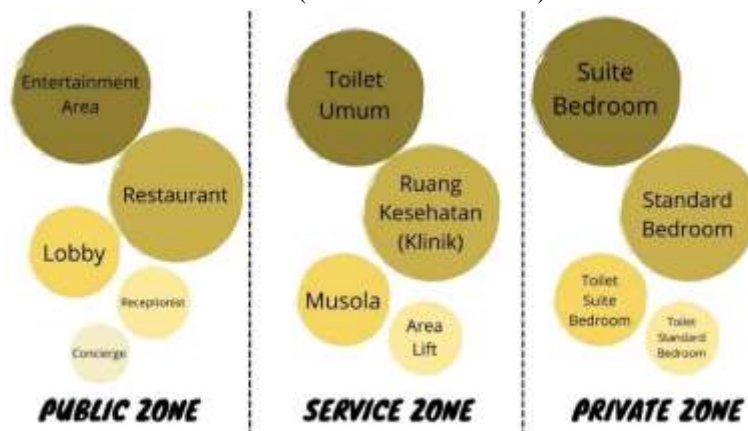 Entertainment
Area
Restaurant
Lobby
Receptionist
Concierge
PUBLIC ZONE
Toilet
Umum
Ruang
Kesehatan
(Klinik)
Musola
Area
Lift
SERVICE ZONE
Suite
Bedroom
Standard
Bedroom
Toilet
Suite
Bedroom
Toilet
Standard
Bedroom
PRIVATE ZONE